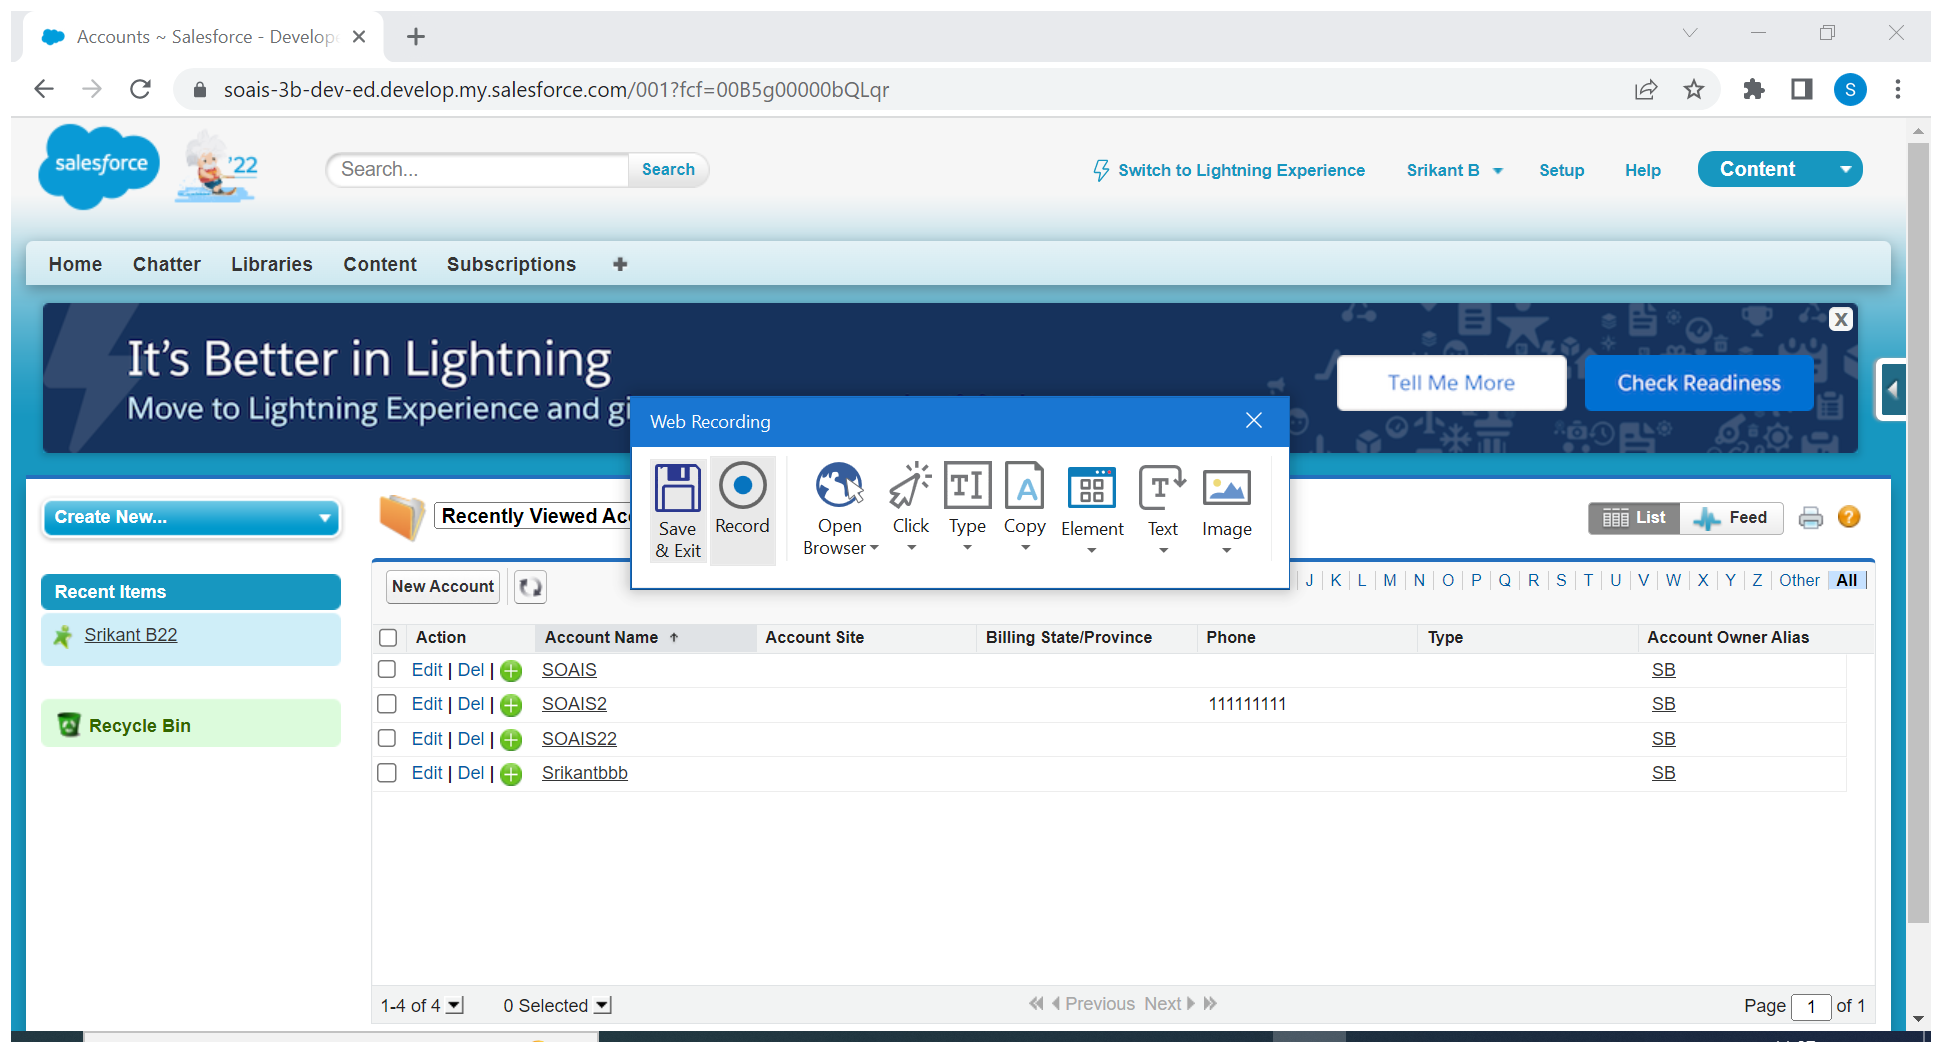 Accounts ~ Salesforce - Develope
soais-3b-dev-ed.develop.my.salesforce.com/001?fcf=00B5g00000bQLqr
S
salesforce
'22
Search...
Search
Switch to Lightning Experience
Srikant B
Setup
Help
Content
Home
Chatter
Libraries
Content
Subscriptions
It's Better in Lightning
Move to Lightning Experience and gi
Tell Me More
Check Readiness
X
Web Recording
Save & Exit
Record
Open Browser
Click
Type
Copy
Element
Text
Image
Create New...
Recently Viewed Acc
List
Feed
?
Recent Items
Srikant B22
Recycle Bin
New Account
J K L M N O P Q R S T U V W X Y Z Other All
Action Account Name Account Site Billing State/Province Phone Type Account Owner Alias
Edit | Del | SOAIS SB
Edit | Del | SOAIS2 111111111 SB
Edit | Del | SOAIS22 SB
Edit | Del | Srikantbbb SB
1-4 of 4
0 Selected
Previous Next
Page 1 of 1